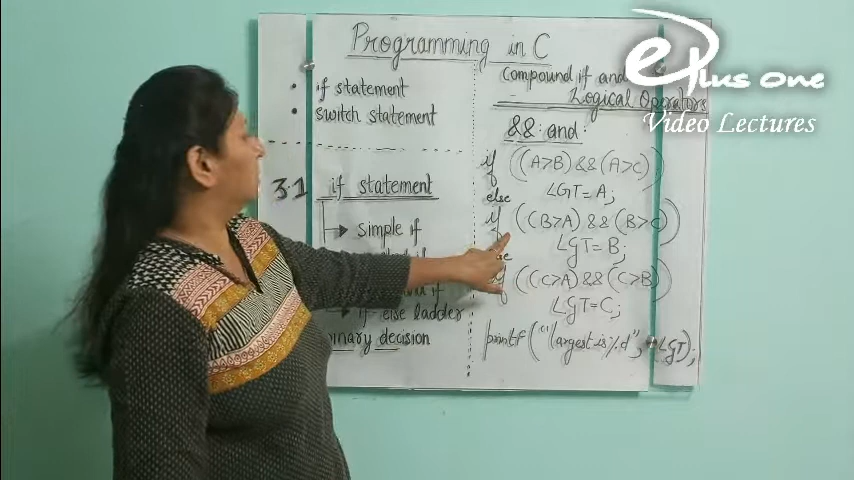 Programming in C
• if statement
• switch statement
3.1 if statement
simple if
if else ladder
decision
Compound if and
Logical Operators
&& : and :
if ((A>B) && (A>C))
LGT = A;
else
if ((B>A) && (B>C))
LGT = B;
if ((C>A) && (C>B))
LGT = C;
printf ("largest is %d", LGT);
ePlus one
Video Lectures